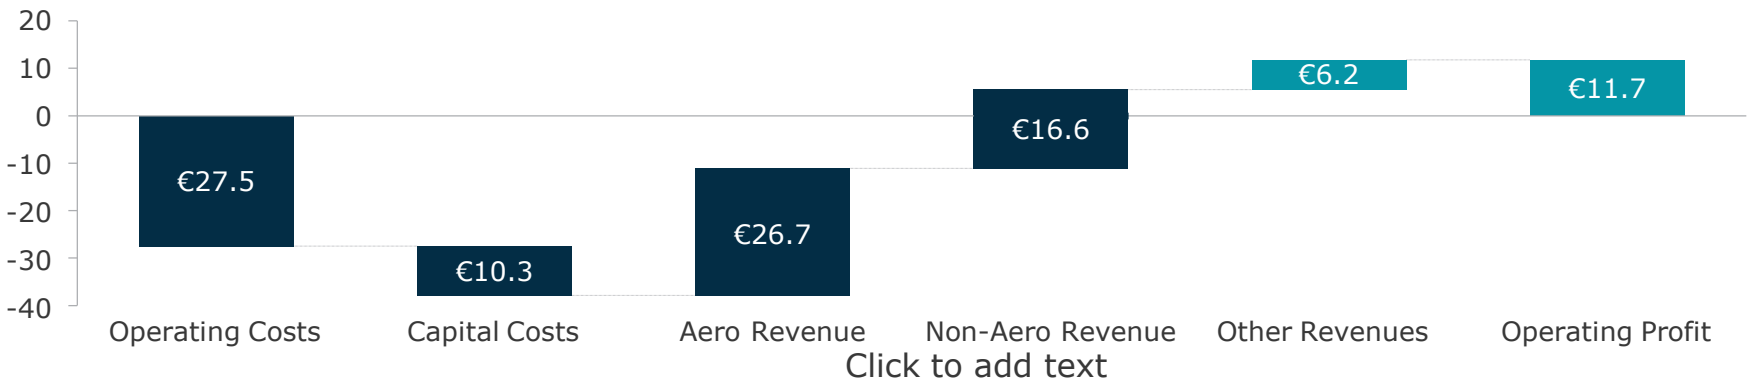 20
10
0
-10
-20
-30
-40
€27.5
€10.3
€26.7
€16.6
€6.2
€11.7
Operating Costs
Capital Costs
Aero Revenue
Non-Aero Revenue
Other Revenues
Operating Profit
Click to add text